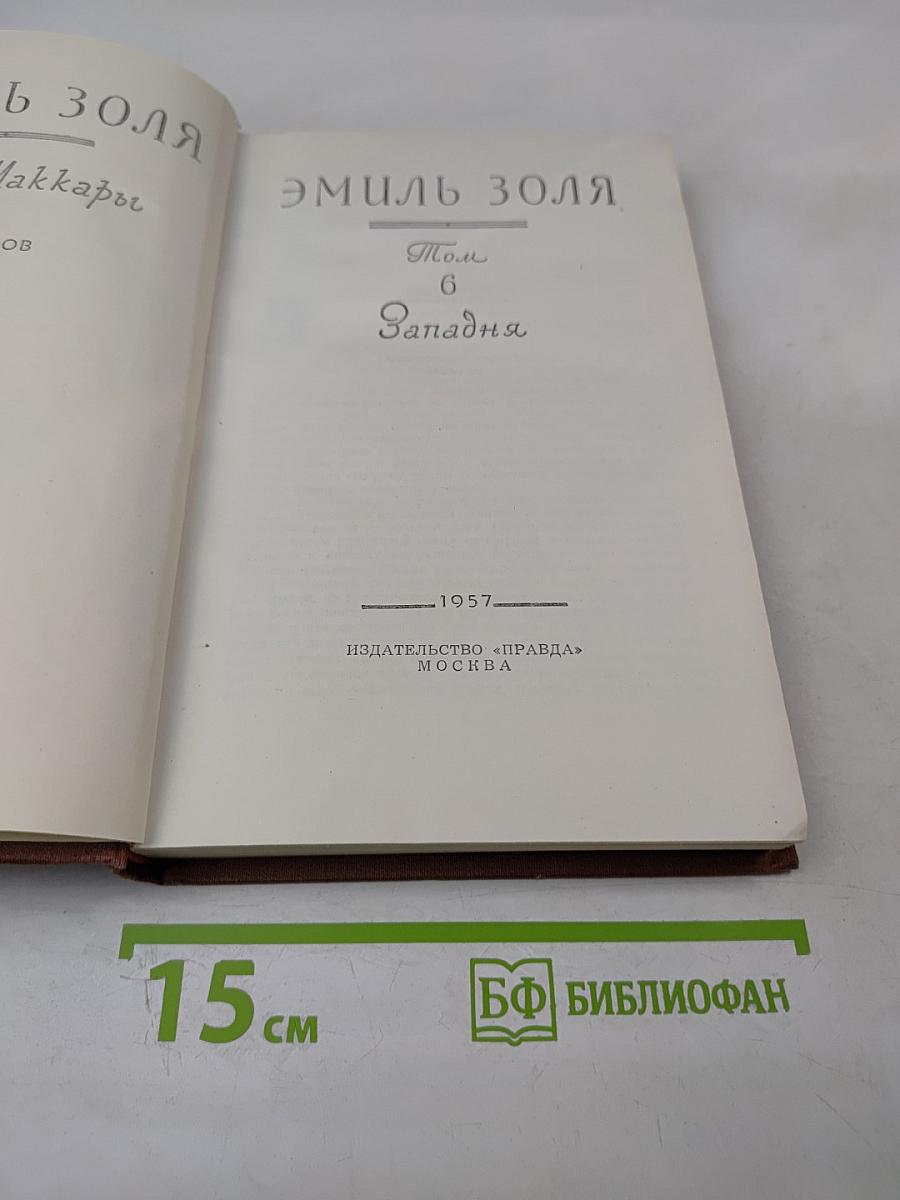 Ь ЗОЛЯ
Маккары
ОВ
ЭМИЛЬ ЗОЛЯ
Том
6
Западня
1957
ИЗДАТЕЛЬСТВО «ПРАВДА»
МОСКВА
15 см
БФ БИБЛИОФАН